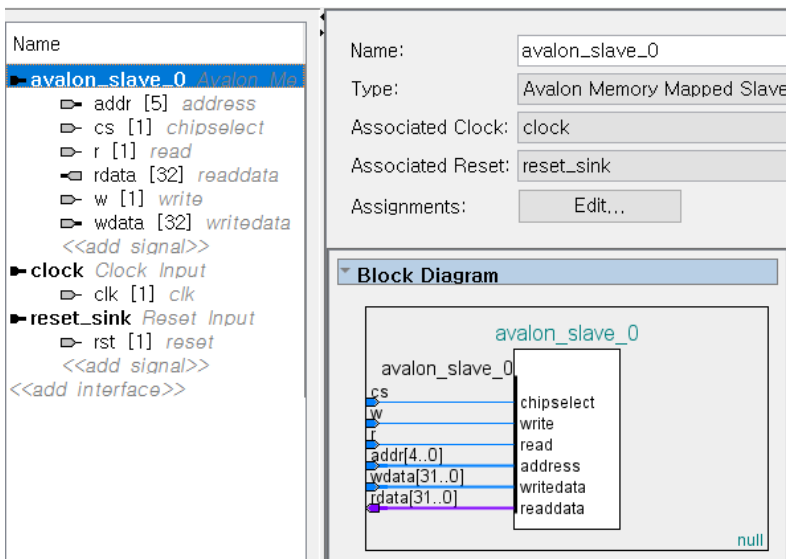 Name
avalon_slave_0 Avalon Me
addr [5] address
cs [1] chipselect
r [1] read
rdata [32] readdata
w [1] write
wdata [32] writedata
<<add signal>>
clock Clock Input
clk [1] clk
reset_sink Reset Input
rst [1] reset
<<add signal>>
<<add interface>>
Name: avalon_slave_0
Type: Avalon Memory Mapped Slave
Associated Clock: clock
Associated Reset: reset_sink
Assignments: Edit...
Block Diagram
avalon_slave_0
avalon_slave_0
cs chipselect
w write
r read
addr[4..0] address
wdata[31..0] writedata
rdata[31..0] readdata
null